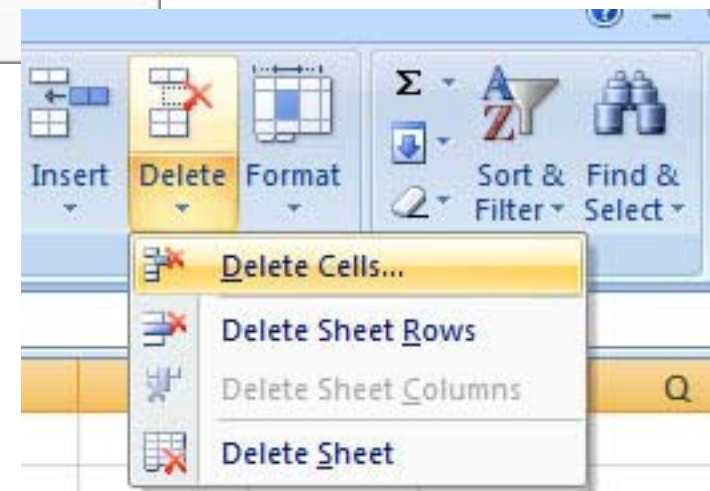 Insert Delete Format Σ A Z Sort & Filter Find & Select
Delete Cells...
Delete Sheet Rows
Delete Sheet Columns
Q
Delete Sheet